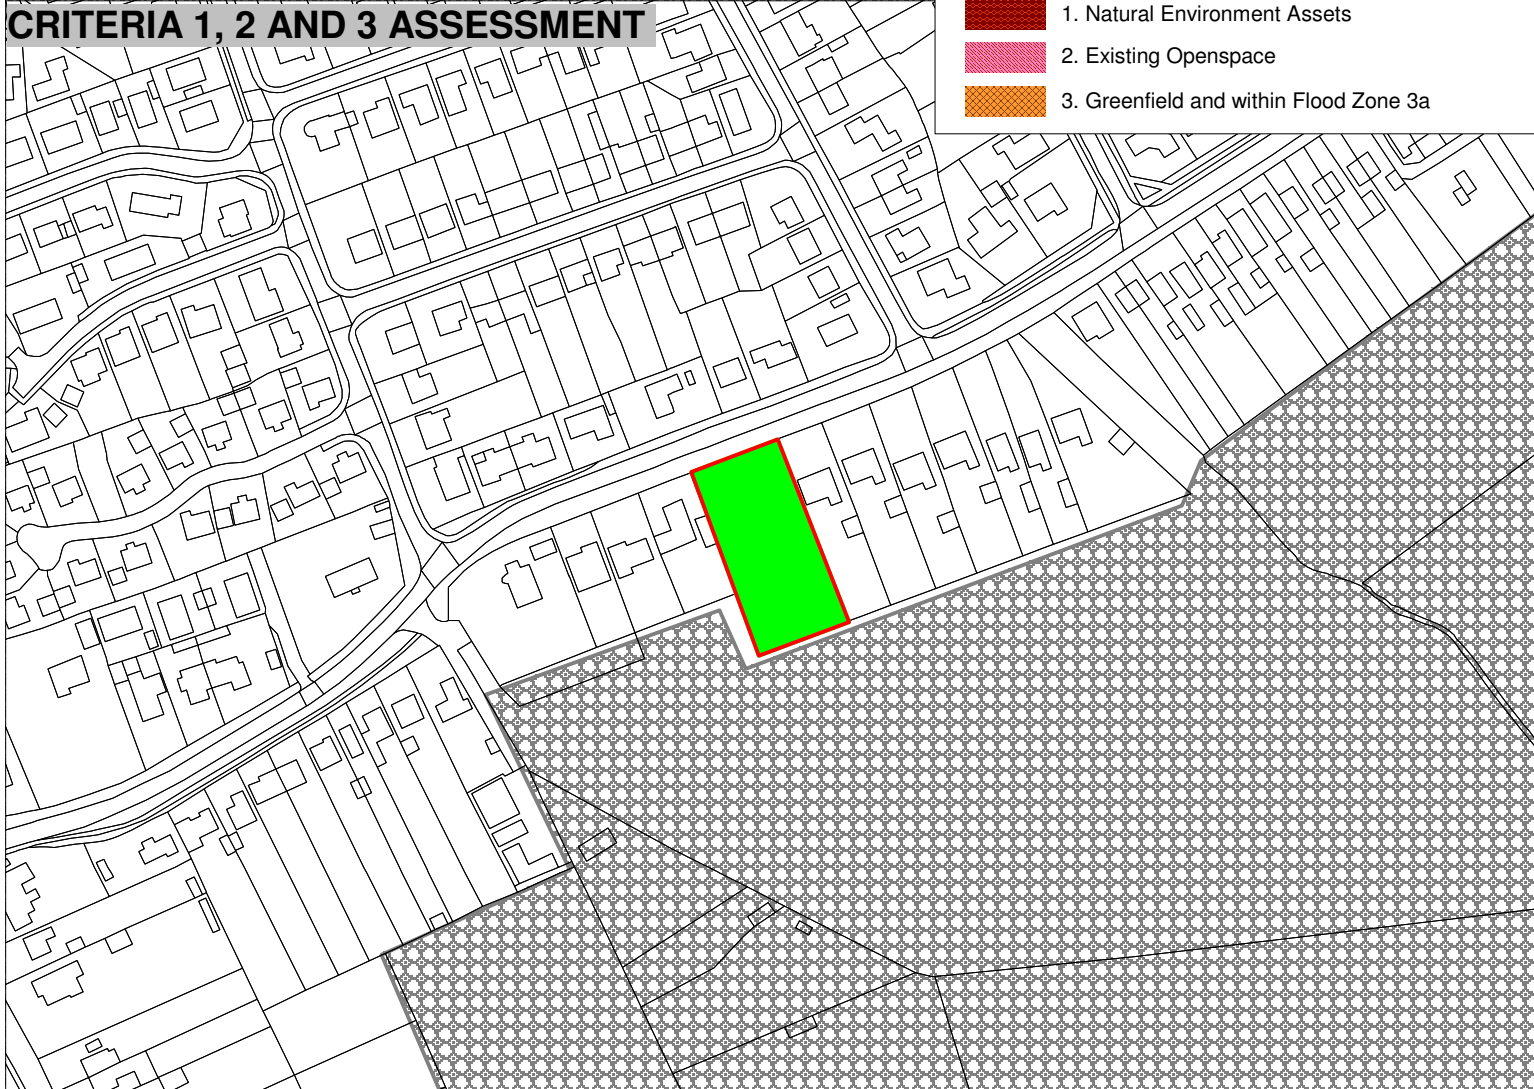 CRITERIA 1, 2 AND 3 ASSESSMENT
1. Natural Environment Assets
2. Existing Openspace
3. Greenfield and within Flood Zone 3a